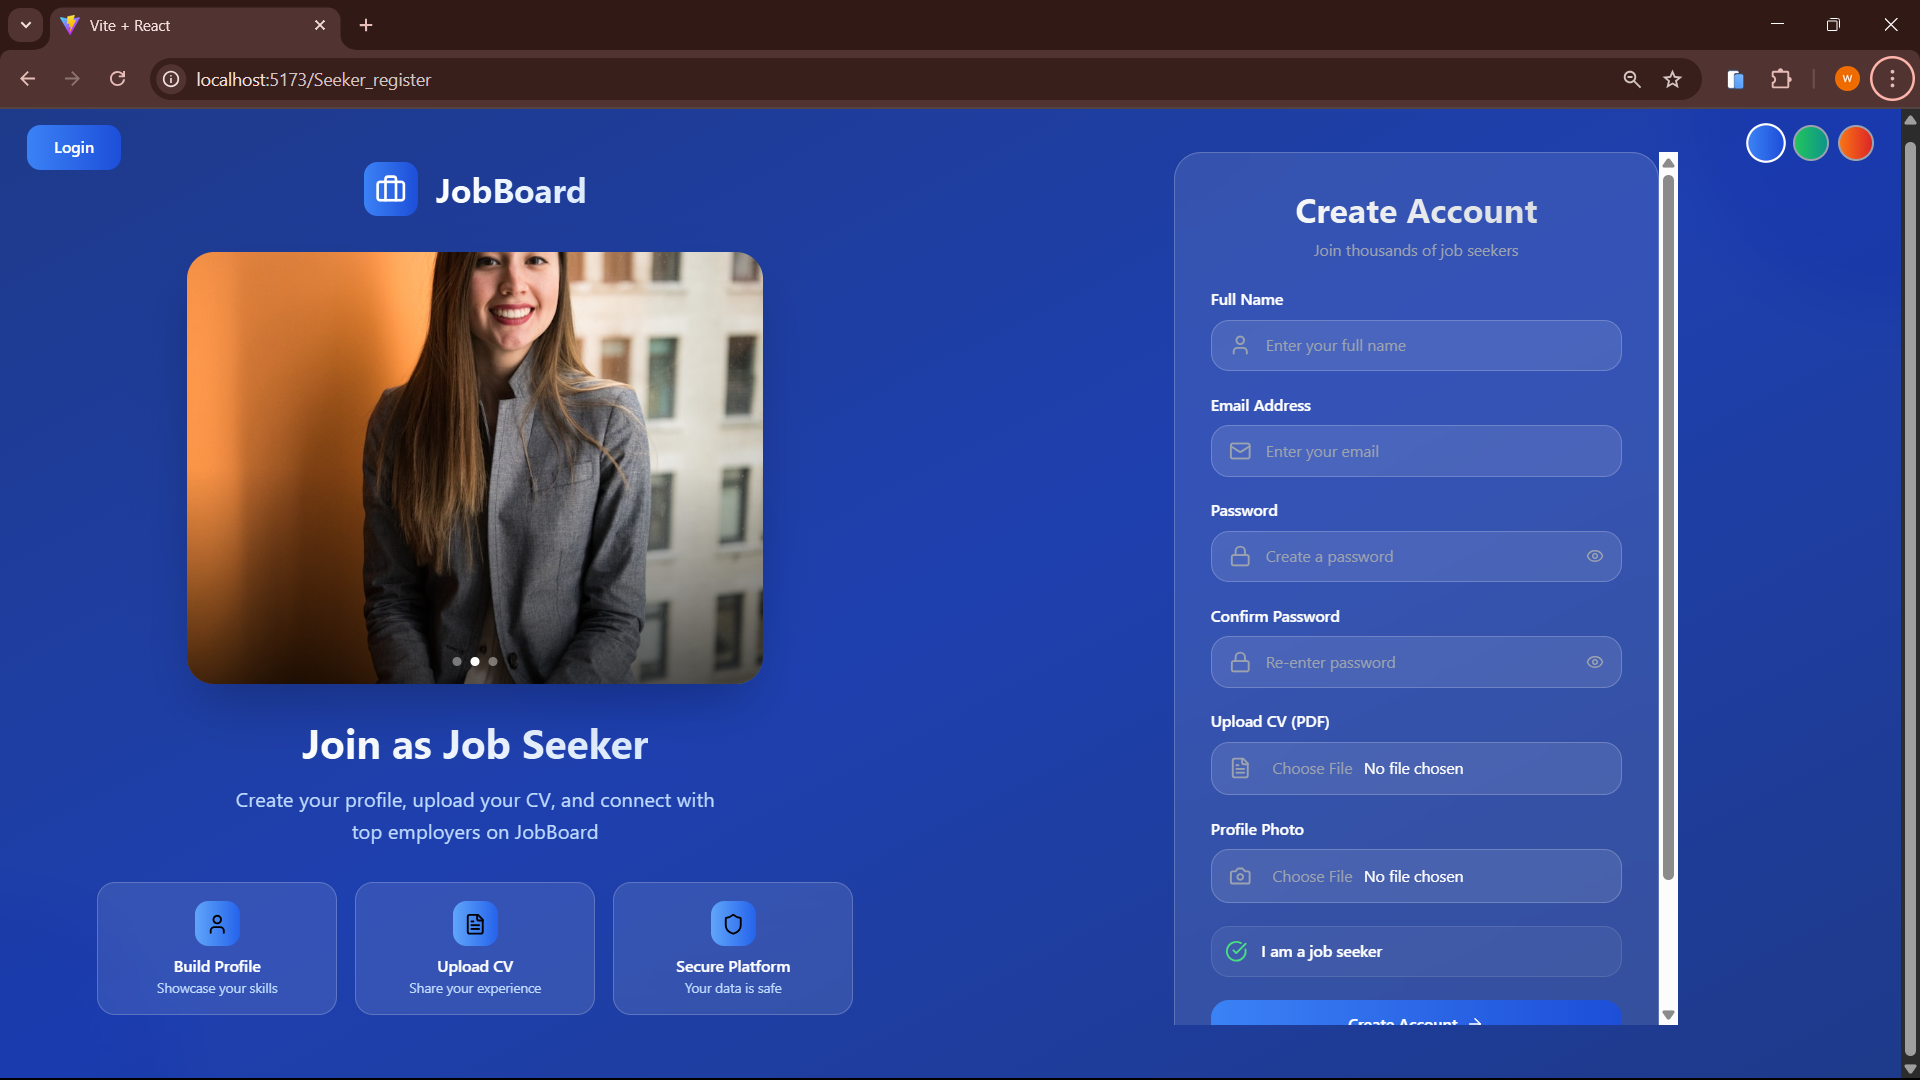 Vite + React
localhost:5173/Seeker_register
W
Login
JobBoard
Join as Job Seeker
Create your profile, upload your CV, and connect with
top employers on JobBoard
Build Profile
Showcase your skills
Upload CV
Share your experience
Secure Platform
Your data is safe
Create Account
Join thousands of job seekers
Full Name
Enter your full name
Email Address
Enter your email
Password
Create a password
Confirm Password
Re-enter password
Upload CV (PDF)
Choose File No file chosen
Profile Photo
Choose File No file chosen
I am a job seeker
Create Account